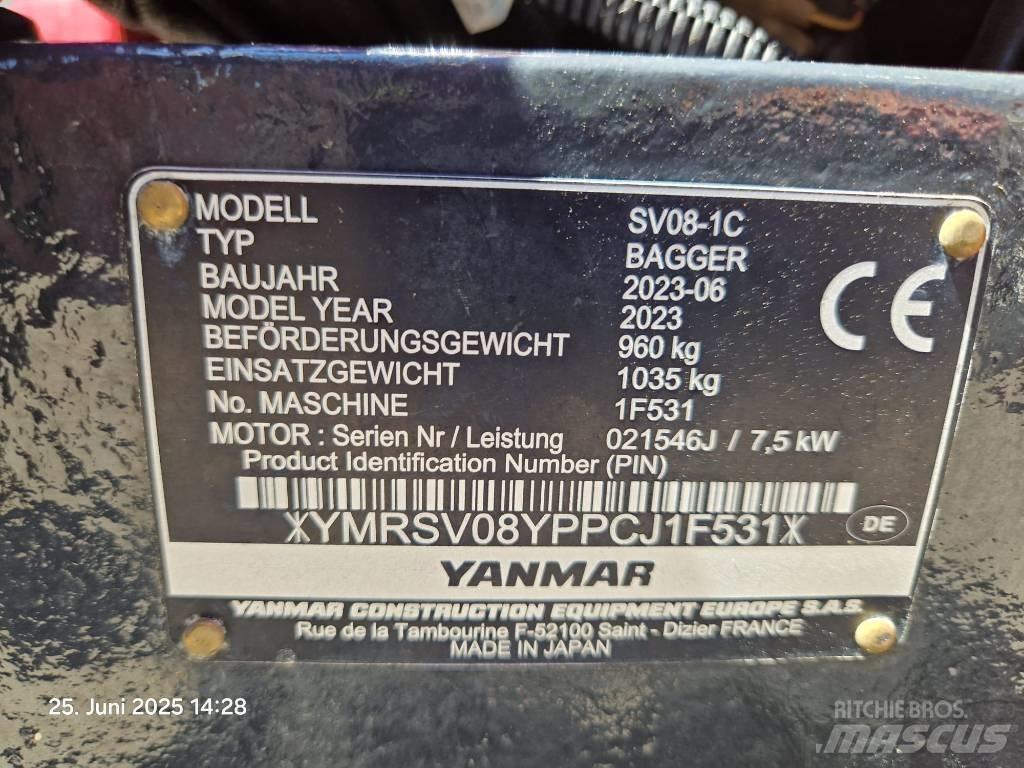 MODELL SV08-1C
TYP BAGGER
BAUJAHR 2023-06
MODEL YEAR 2023
BEFÖRDERUNGSGEWICHT 960 kg
EINSATZGEWICHT 1035 kg
No. MASCHINE 1F531
MOTOR : Serien Nr / Leistung 021546J / 7,5 kW
CE
Product Identification Number (PIN)
XYMRSV08YPPCJ1F531X
DE
YANMAR
YANMAR CONSTRUCTION EQUIPMENT EUROPE S.A.S.
Rue de la Tambourine F-52100 Saint - Dizier FRANCE
MADE IN JAPAN
25. Juni 2025 14:28
RITCHIE BROS.
MASCUS